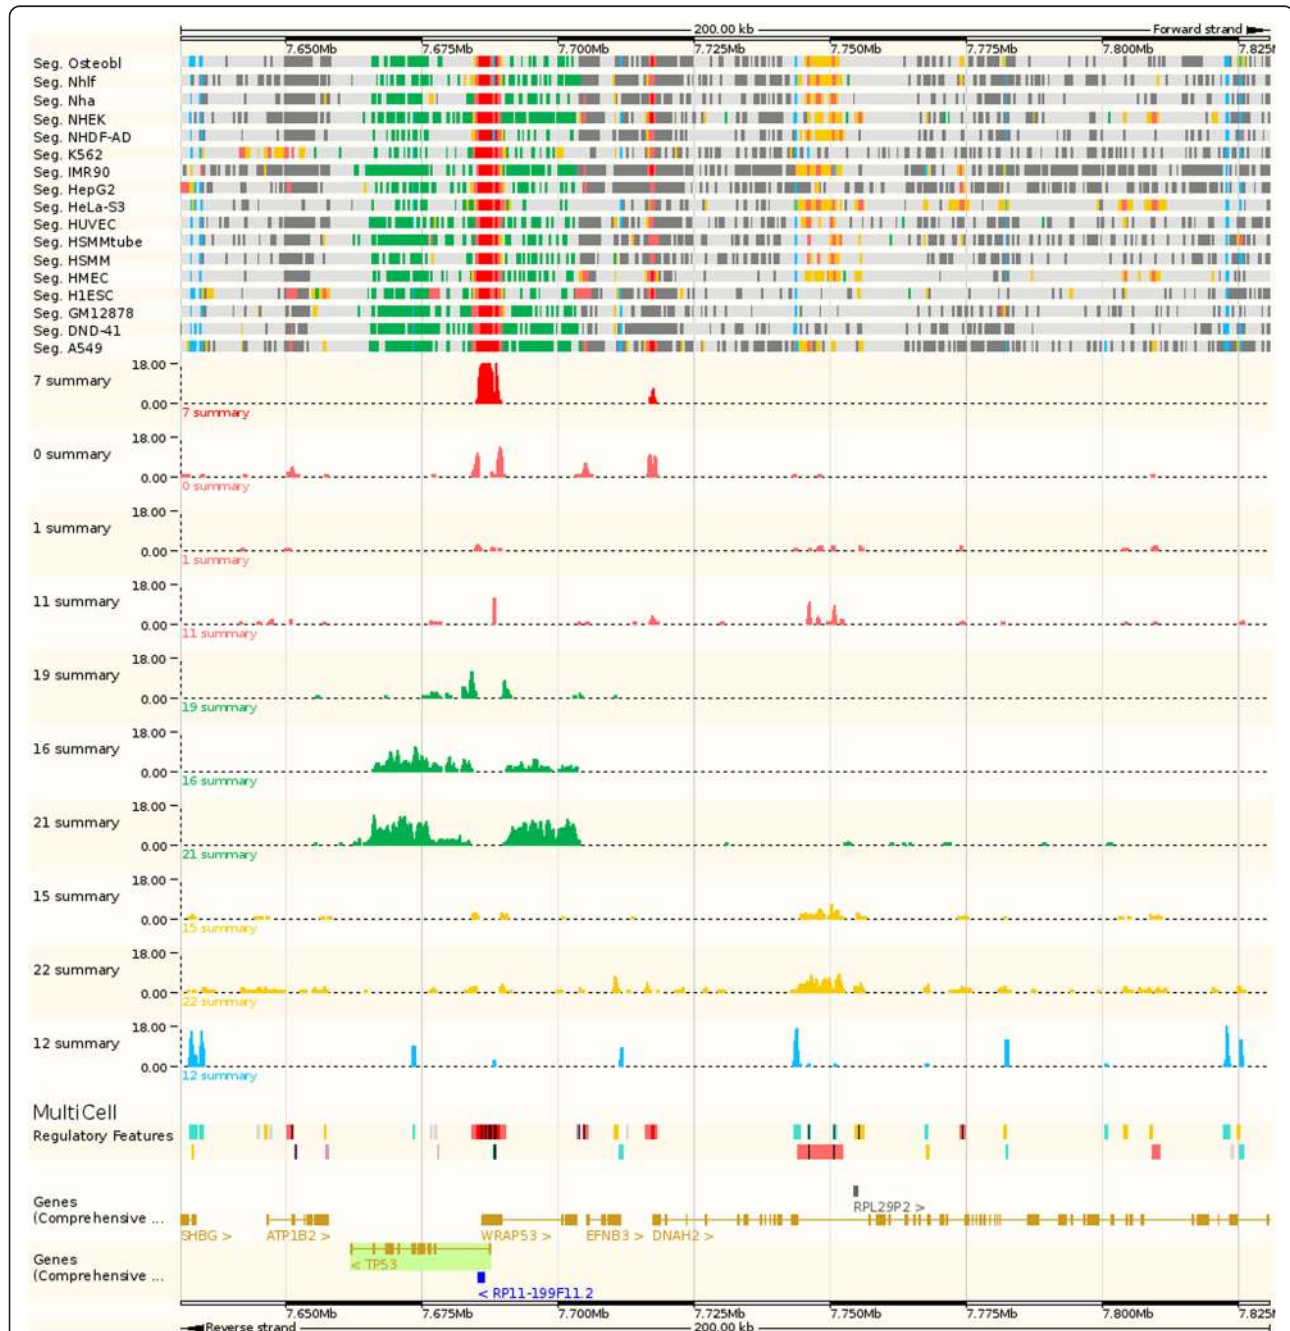 200.00 kb Forward strand
7.650Mb 7.675Mb 7.700Mb 7.725Mb 7.750Mb 7.775Mb 7.800Mb 7.825
Seg. Osteobl
Seg. Nhlf
Seg. Nha
Seg. NHEK
Seg. NHDF-AD
Seg. K562
Seg. IMR90
Seg. HepG2
Seg. HeLa-S3
Seg. HUVEC
Seg. HSMMtube
Seg. HSMM
Seg. HMEC
Seg. H1ESC
Seg. GM12878
Seg. DND-41
Seg. A549
18.00
7 summary
0.00
7 summary
18.00
0 summary
0.00
0 summary
18.00
1 summary
0.00
1 summary
18.00
11 summary
0.00
11 summary
18.00
19 summary
0.00
19 summary
18.00
16 summary
0.00
16 summary
18.00
21 summary
0.00
21 summary
18.00
15 summary
0.00
15 summary
18.00
22 summary
0.00
22 summary
18.00
12 summary
0.00
12 summary
MultiCell
Regulatory Features
Genes
(Comprehensive ...
RPL29P2 >
SHBG > ATP1B2 > WRAP53 > EFNB3 > DNAH2 >
Genes
(Comprehensive ...
< TP53
< RP11-199F11.2
7.650Mb 7.675Mb 7.700Mb 7.725Mb 7.750Mb 7.775Mb 7.800Mb 7.825
Reverse strand 200.00 kb